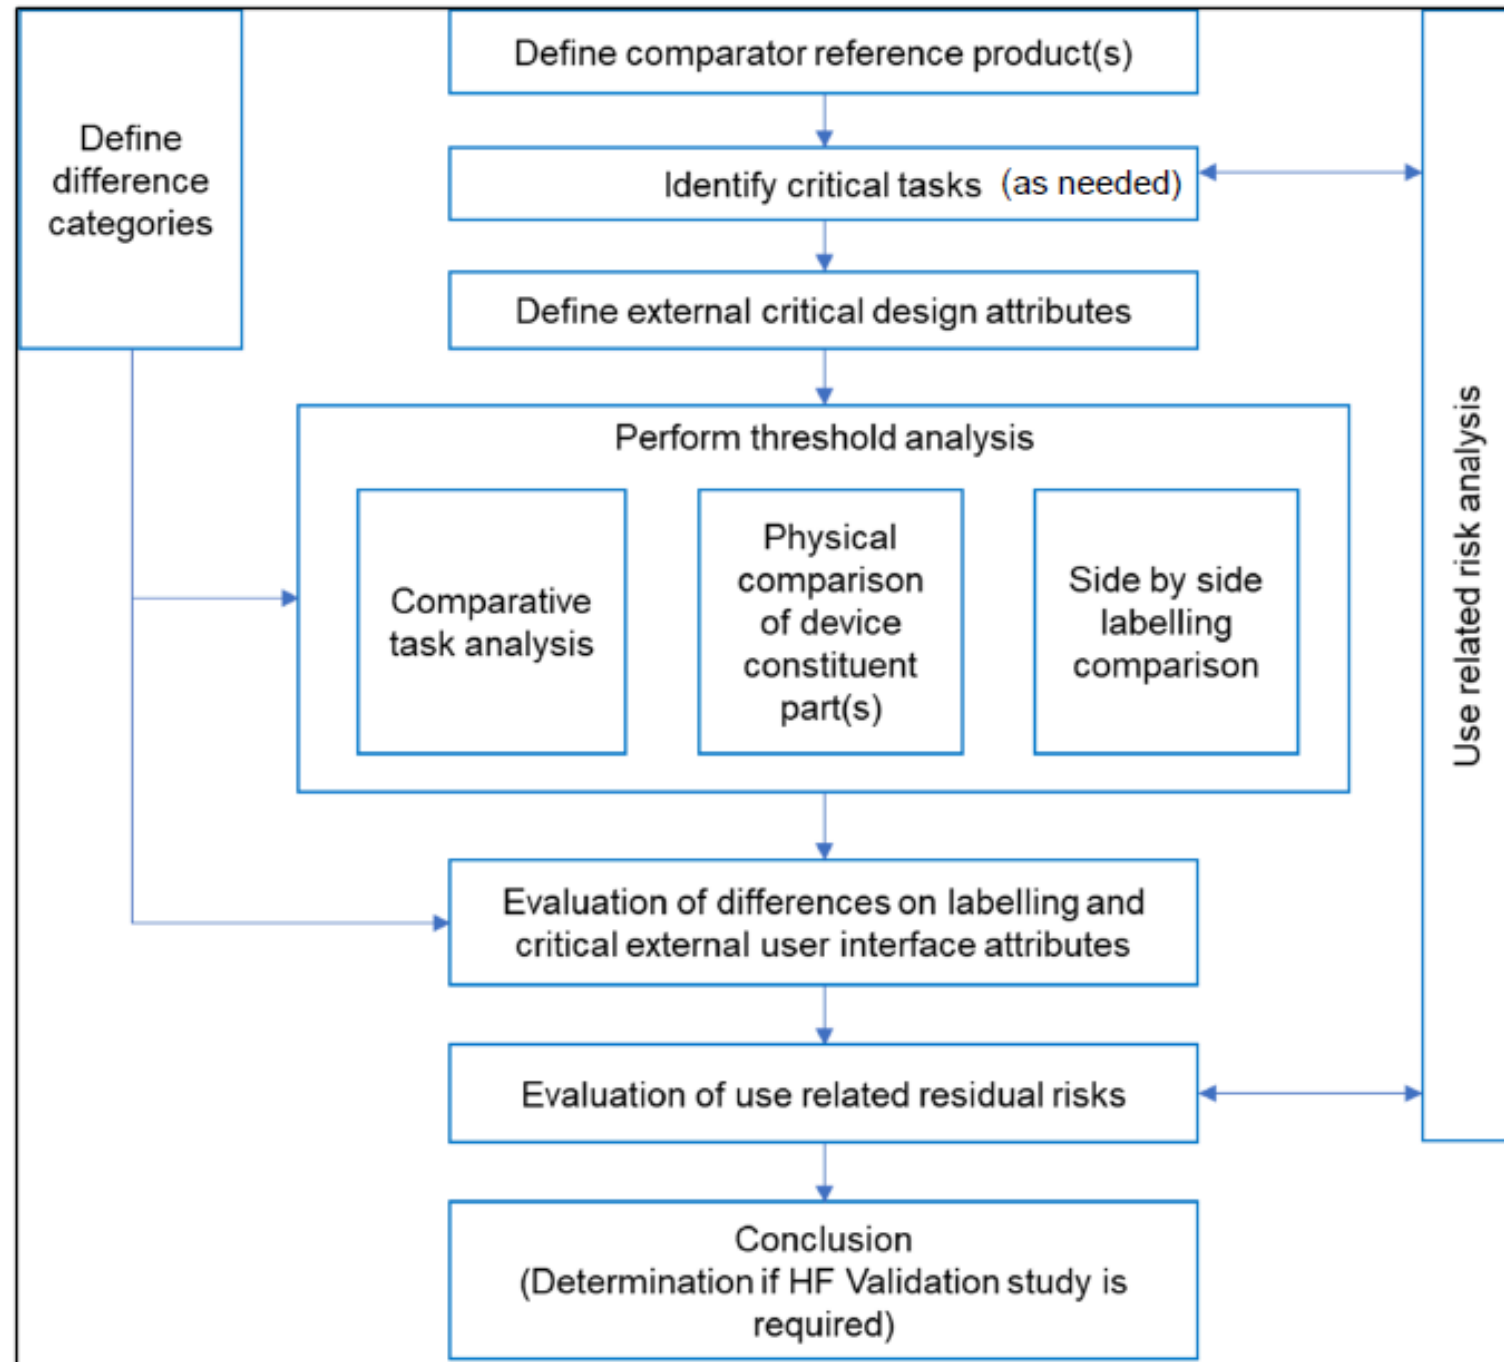 Define comparator reference product(s)
Define
difference
categories
Identify critical tasks (as needed)
Define external critical design attributes
Perform threshold analysis
Comparative
task analysis
Physical
comparison
of device
constituent
part(s)
Side by side
labelling
comparison
Use related risk analysis
Evaluation of differences on labelling and
critical external user interface attributes
Evaluation of use related residual risks
Conclusion
(Determination if HF Validation study is
required)